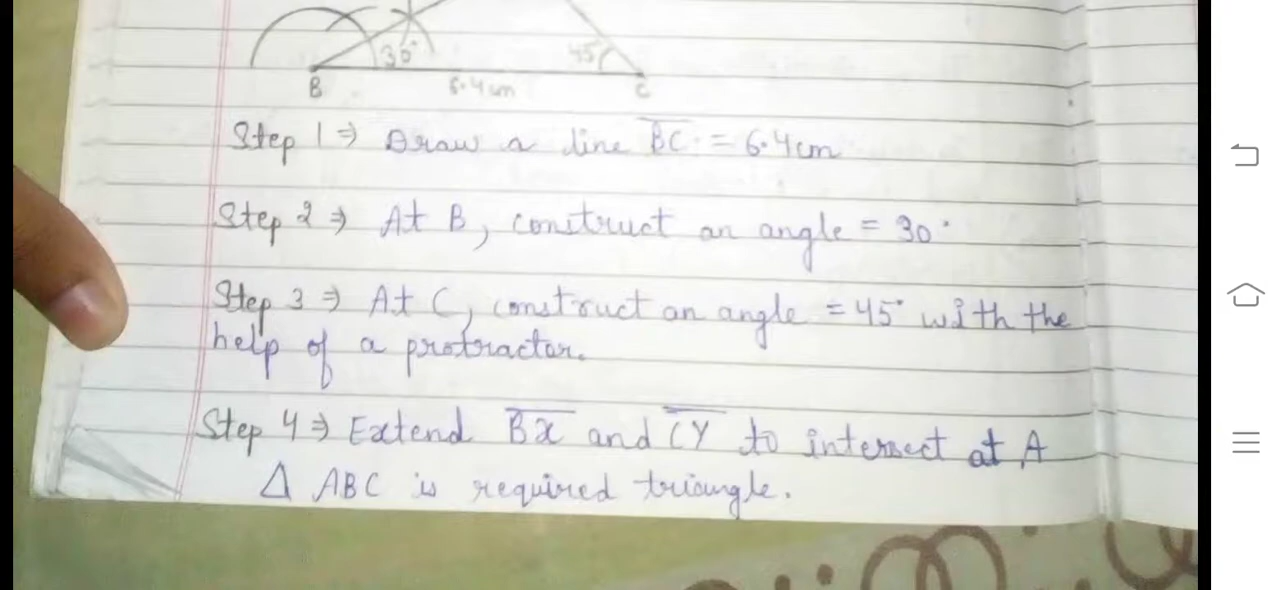 30°
45°
B
6.4 cm
C
Step 1 ⇒ Draw a line BC = 6.4cm
Step 2 ⇒ At B, construct an angle = 30°
Step 3 ⇒ At C, construct an angle = 45° with the
help of a protractor.
Step 4 ⇒ Extend BX and CY to intersect at A
Δ ABC is required triangle.